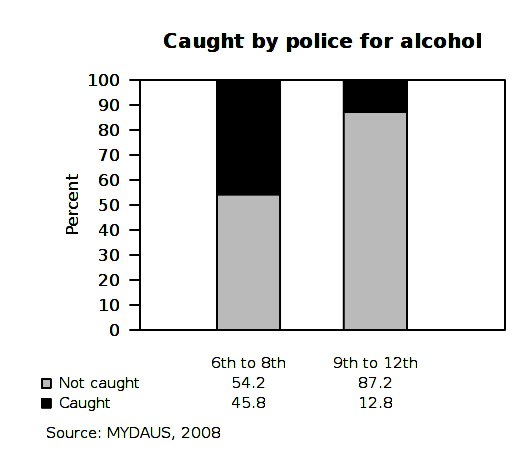 Caught by police for alcohol
Percent
100
90
80
70
60
50
40
30
20
10
0
6th to 8th 9th to 12th
Not caught 54.2 87.2
Caught 45.8 12.8
Source: MYDAUS, 2008